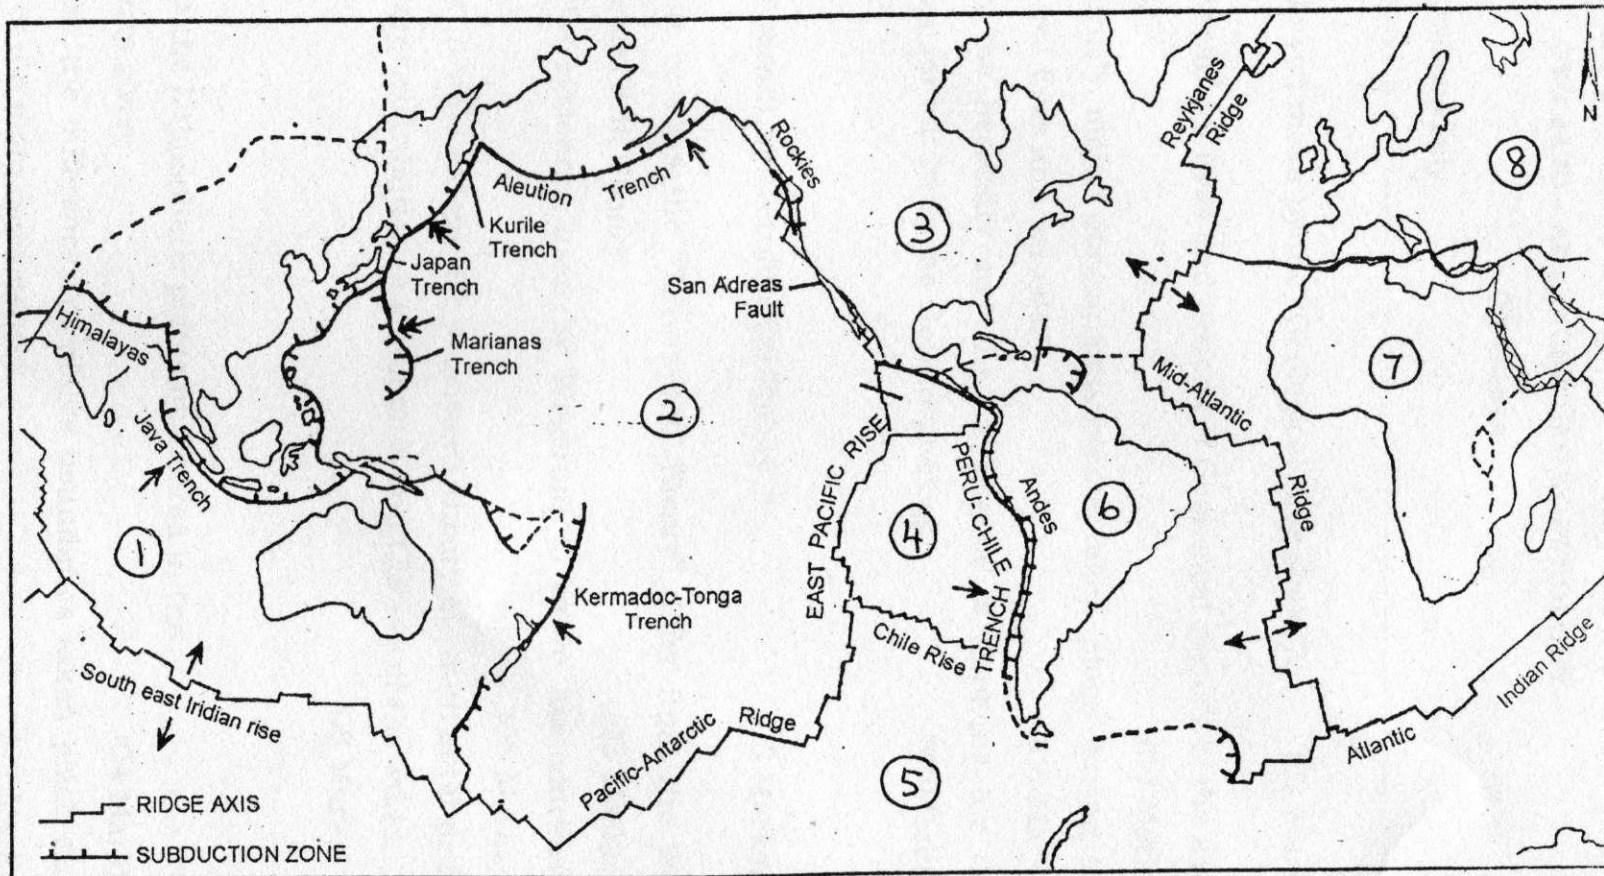 Reykjanes
Ridge
N
Rockies
8
Aleution
Trench
3
Kurile
Trench
Japan
Trench
San Adreas
Fault
Himalayas
Marianas
Trench
7
Mid-Atlantic
Ridge
2
Java Trench
EAST PACIFIC RISE
PERU-CHILE
TRENCH
Andes
6
4
1
Kermadoc-Tonga
Trench
Chile Rise
South east Iridian rise
Pacific-Antarctic
Ridge
Atlantic
Indian Ridge
5
RIDGE AXIS
SUBDUCTION ZONE